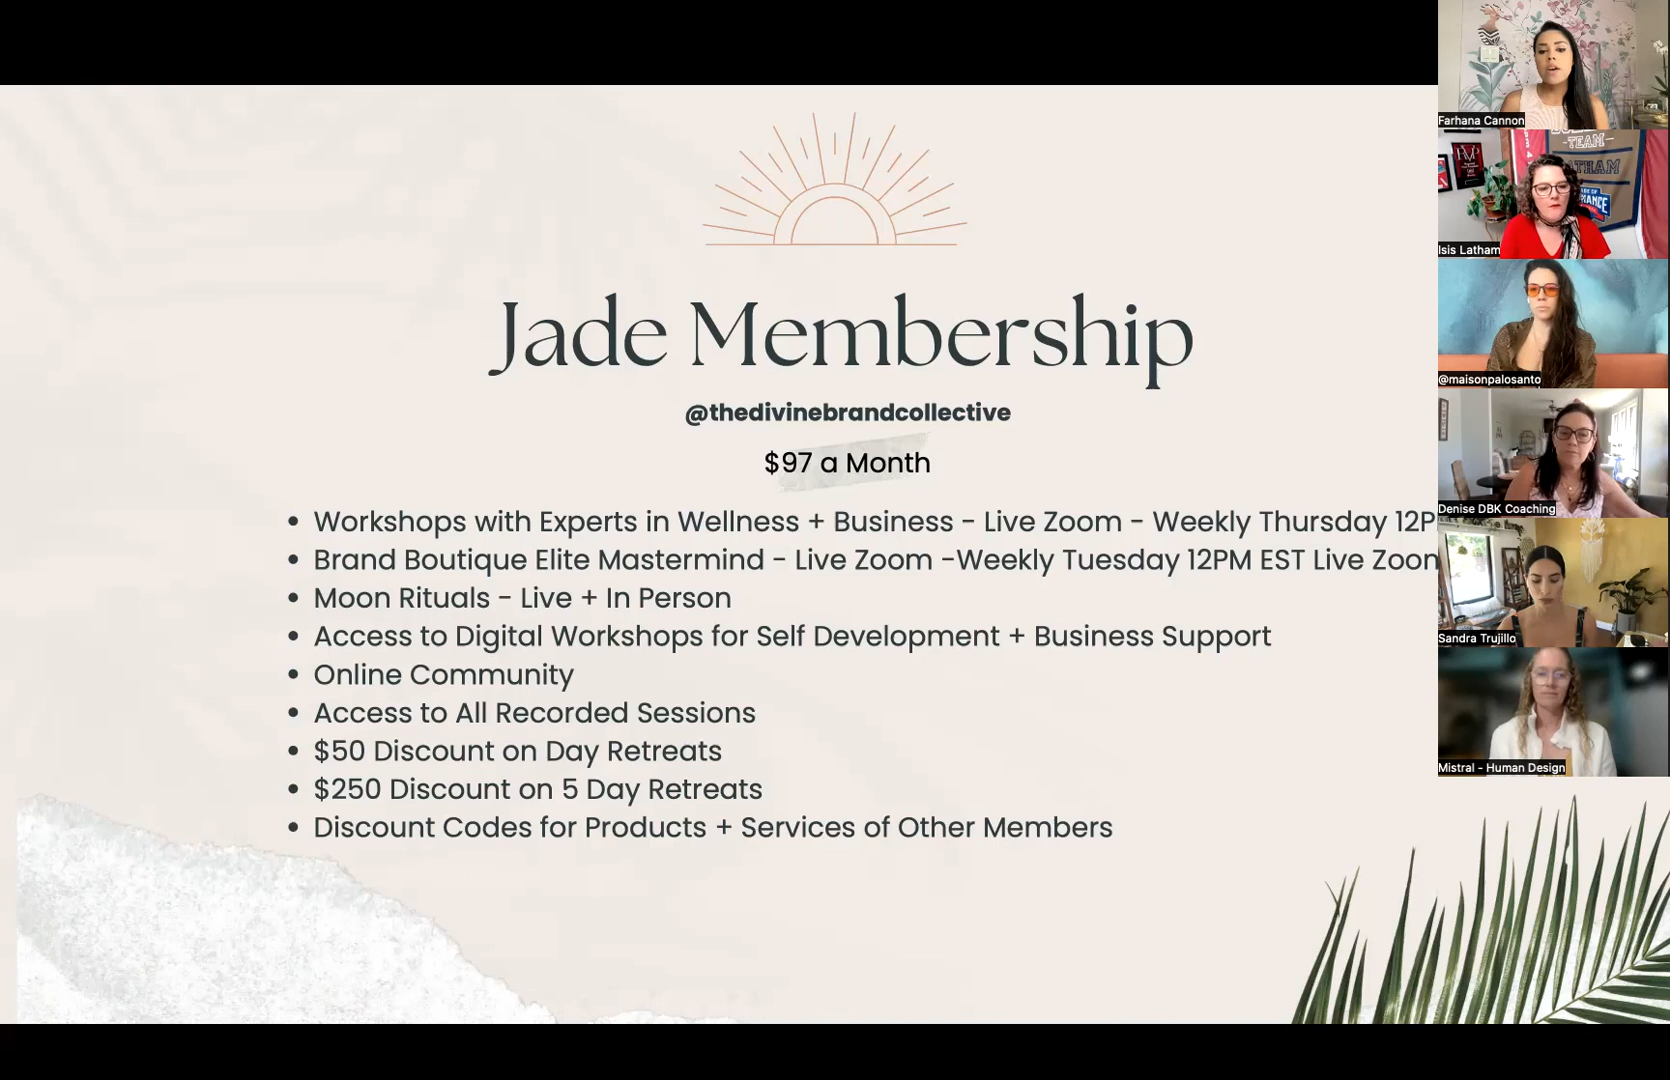 Jade Membership
@thedivinebrandcollective
$97 a Month
• Workshops with Experts in Wellness + Business - Live Zoom - Weekly Thursday 12P
• Brand Boutique Elite Mastermind - Live Zoom -Weekly Tuesday 12PM EST Live Zoom
• Moon Rituals - Live + In Person
• Access to Digital Workshops for Self Development + Business Support
• Online Community
• Access to All Recorded Sessions
• $50 Discount on Day Retreats
• $250 Discount on 5 Day Retreats
• Discount Codes for Products + Services of Other Members
Farhana Cannon
-TEAM-
RVP
Isis Latham
@maisonpalosanto
Denise DBK Coaching
Sandra Trujillo
Mistral - Human Design